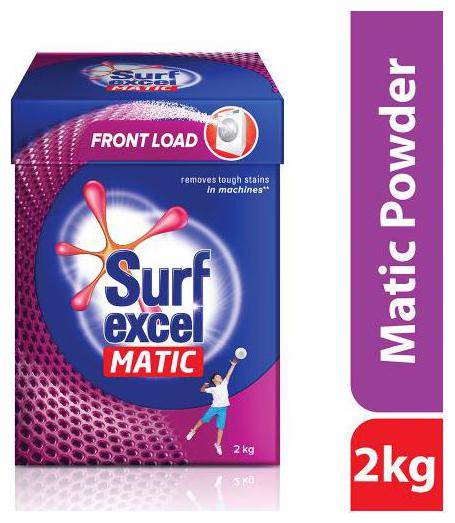 Surf
excel
MATIC
FRONT LOAD
removes tough stains
in machines**
Surf
excel
MATIC
2 kg
Matic Powder
2kg